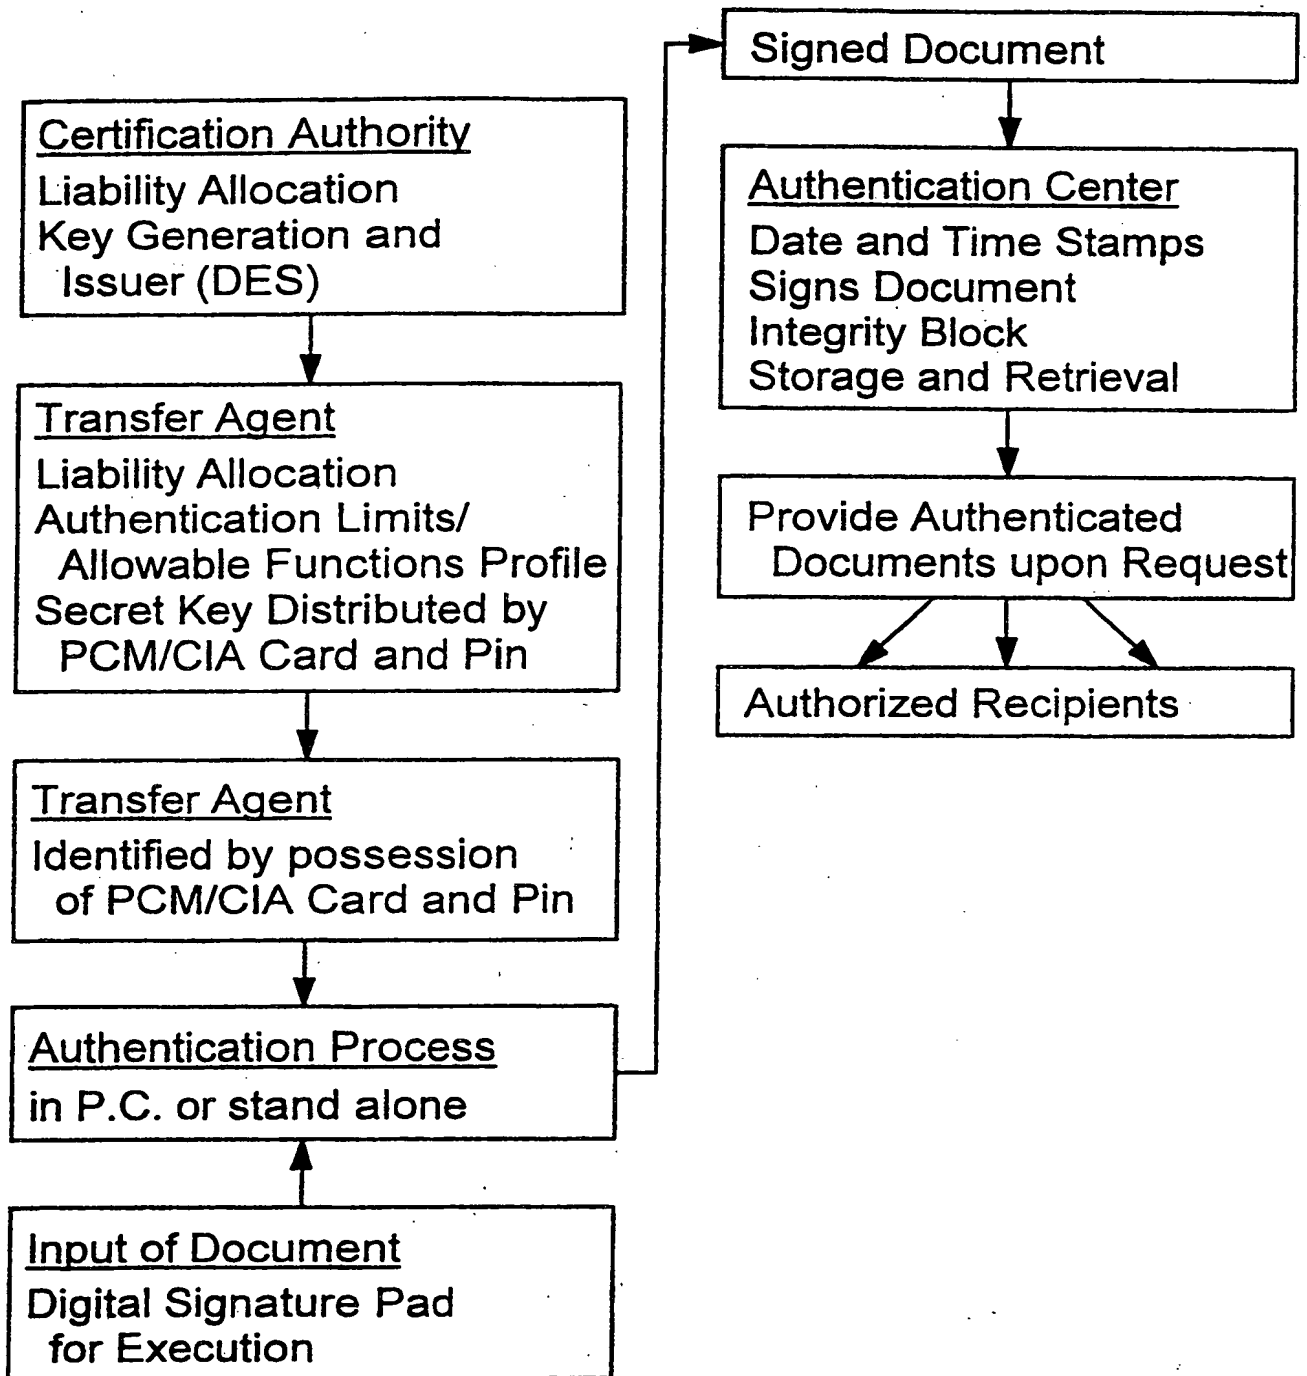 Certification Authority
Liability Allocation
Key Generation and
Issuer (DES)
Transfer Agent
Liability Allocation
Authentication Limits/
Allowable Functions Profile
Secret Key Distributed by
PCM/CIA Card and Pin
Transfer Agent
Identified by possession
of PCM/CIA Card and Pin
Authentication Process
in P.C. or stand alone
Input of Document
Digital Signature Pad
for Execution
Signed Document
Authentication Center
Date and Time Stamps
Signs Document
Integrity Block
Storage and Retrieval
Provide Authenticated
Documents upon Request
Authorized Recipients